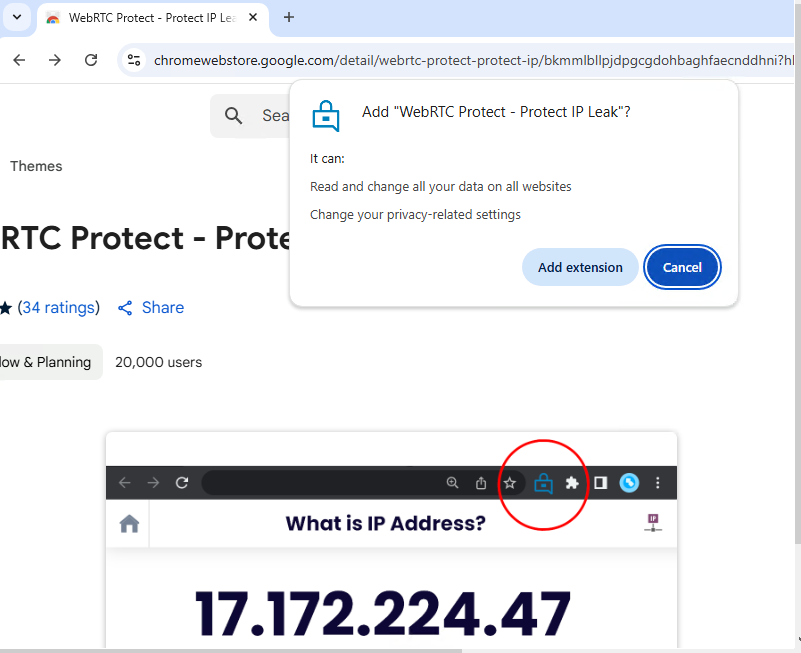 WebRTC Protect - Protect IP Lea
chromewebstore.google.com/detail/webrtc-protect-protect-ip/bkmmlbllpjdpgcgdohbaghfaecnddhni?hl
Sea
Add "WebRTC Protect - Protect IP Leak"?
It can:
Read and change all your data on all websites
Change your privacy-related settings
Add extension
Cancel
Themes
RTC Protect - Prote
(34 ratings)
Share
low & Planning
20,000 users
What is IP Address?
IP
17.172.224.47